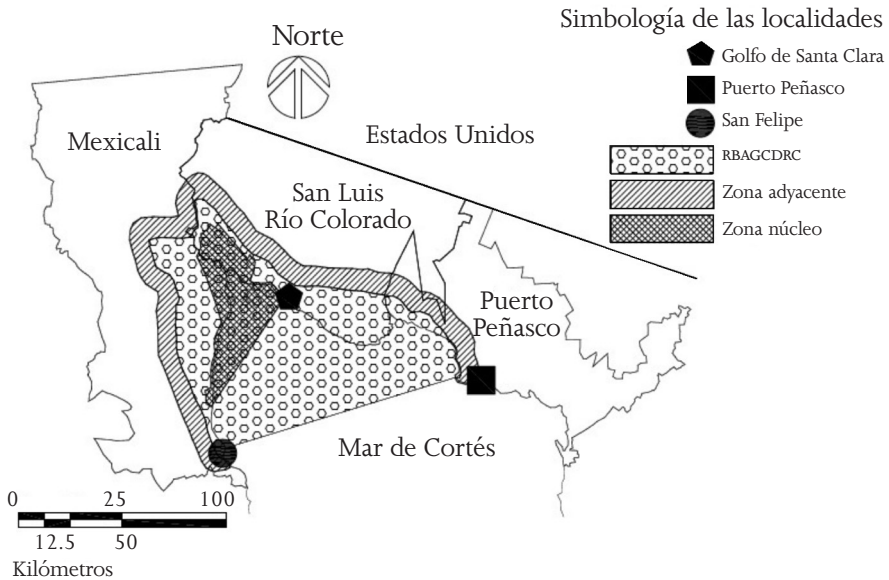 Simbología de las localidades
Norte
Golfo de Santa Clara
Puerto Peñasco
San Felipe
RBAGCDRC
Zona adyacente
Zona núcleo
Mexicali
Estados Unidos
San Luis
Río Colorado
Puerto
Peñasco
Mar de Cortés
0 25 100
12.5 50
Kilómetros